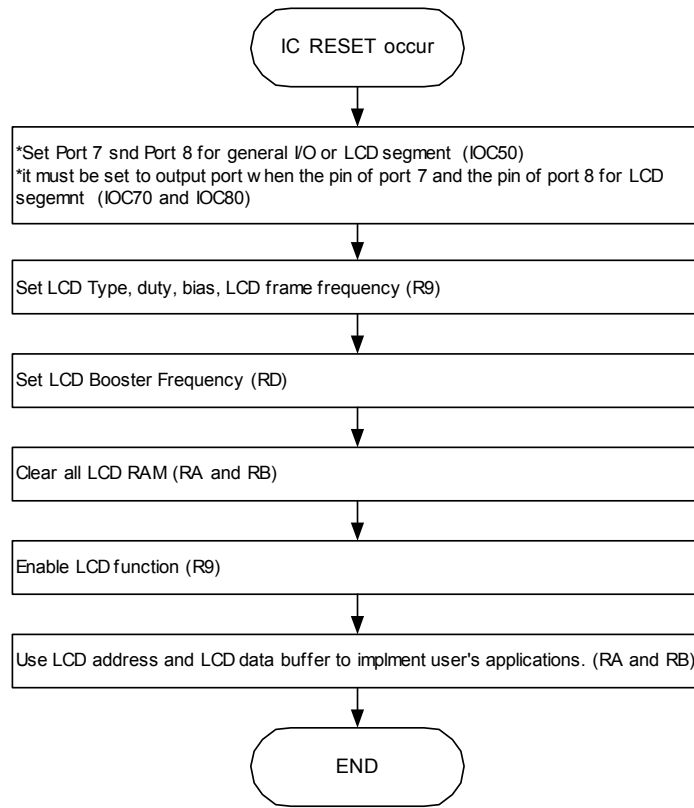 IC RESET occur
*Set Port 7 snd Port 8 for general I/O or LCD segment (IOC50)
*it must be set to output port when the pin of port 7 and the pin of port 8 for LCD
segemnt (IOC70 and IOC80)
Set LCD Type, duty, bias, LCD frame frequency (R9)
Set LCD Booster Frequency (RD)
Clear all LCD RAM (RA and RB)
Enable LCD function (R9)
Use LCD address and LCD data buffer to implment user's applications. (RA and RB)
END